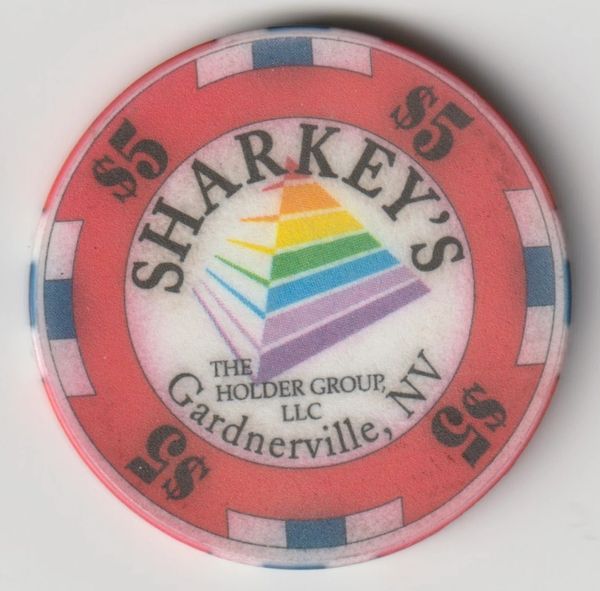 $5
$5
SHARKEY'S
THE
HOLDER GROUP,
LLC
Gardnerville, NV
$5
$5